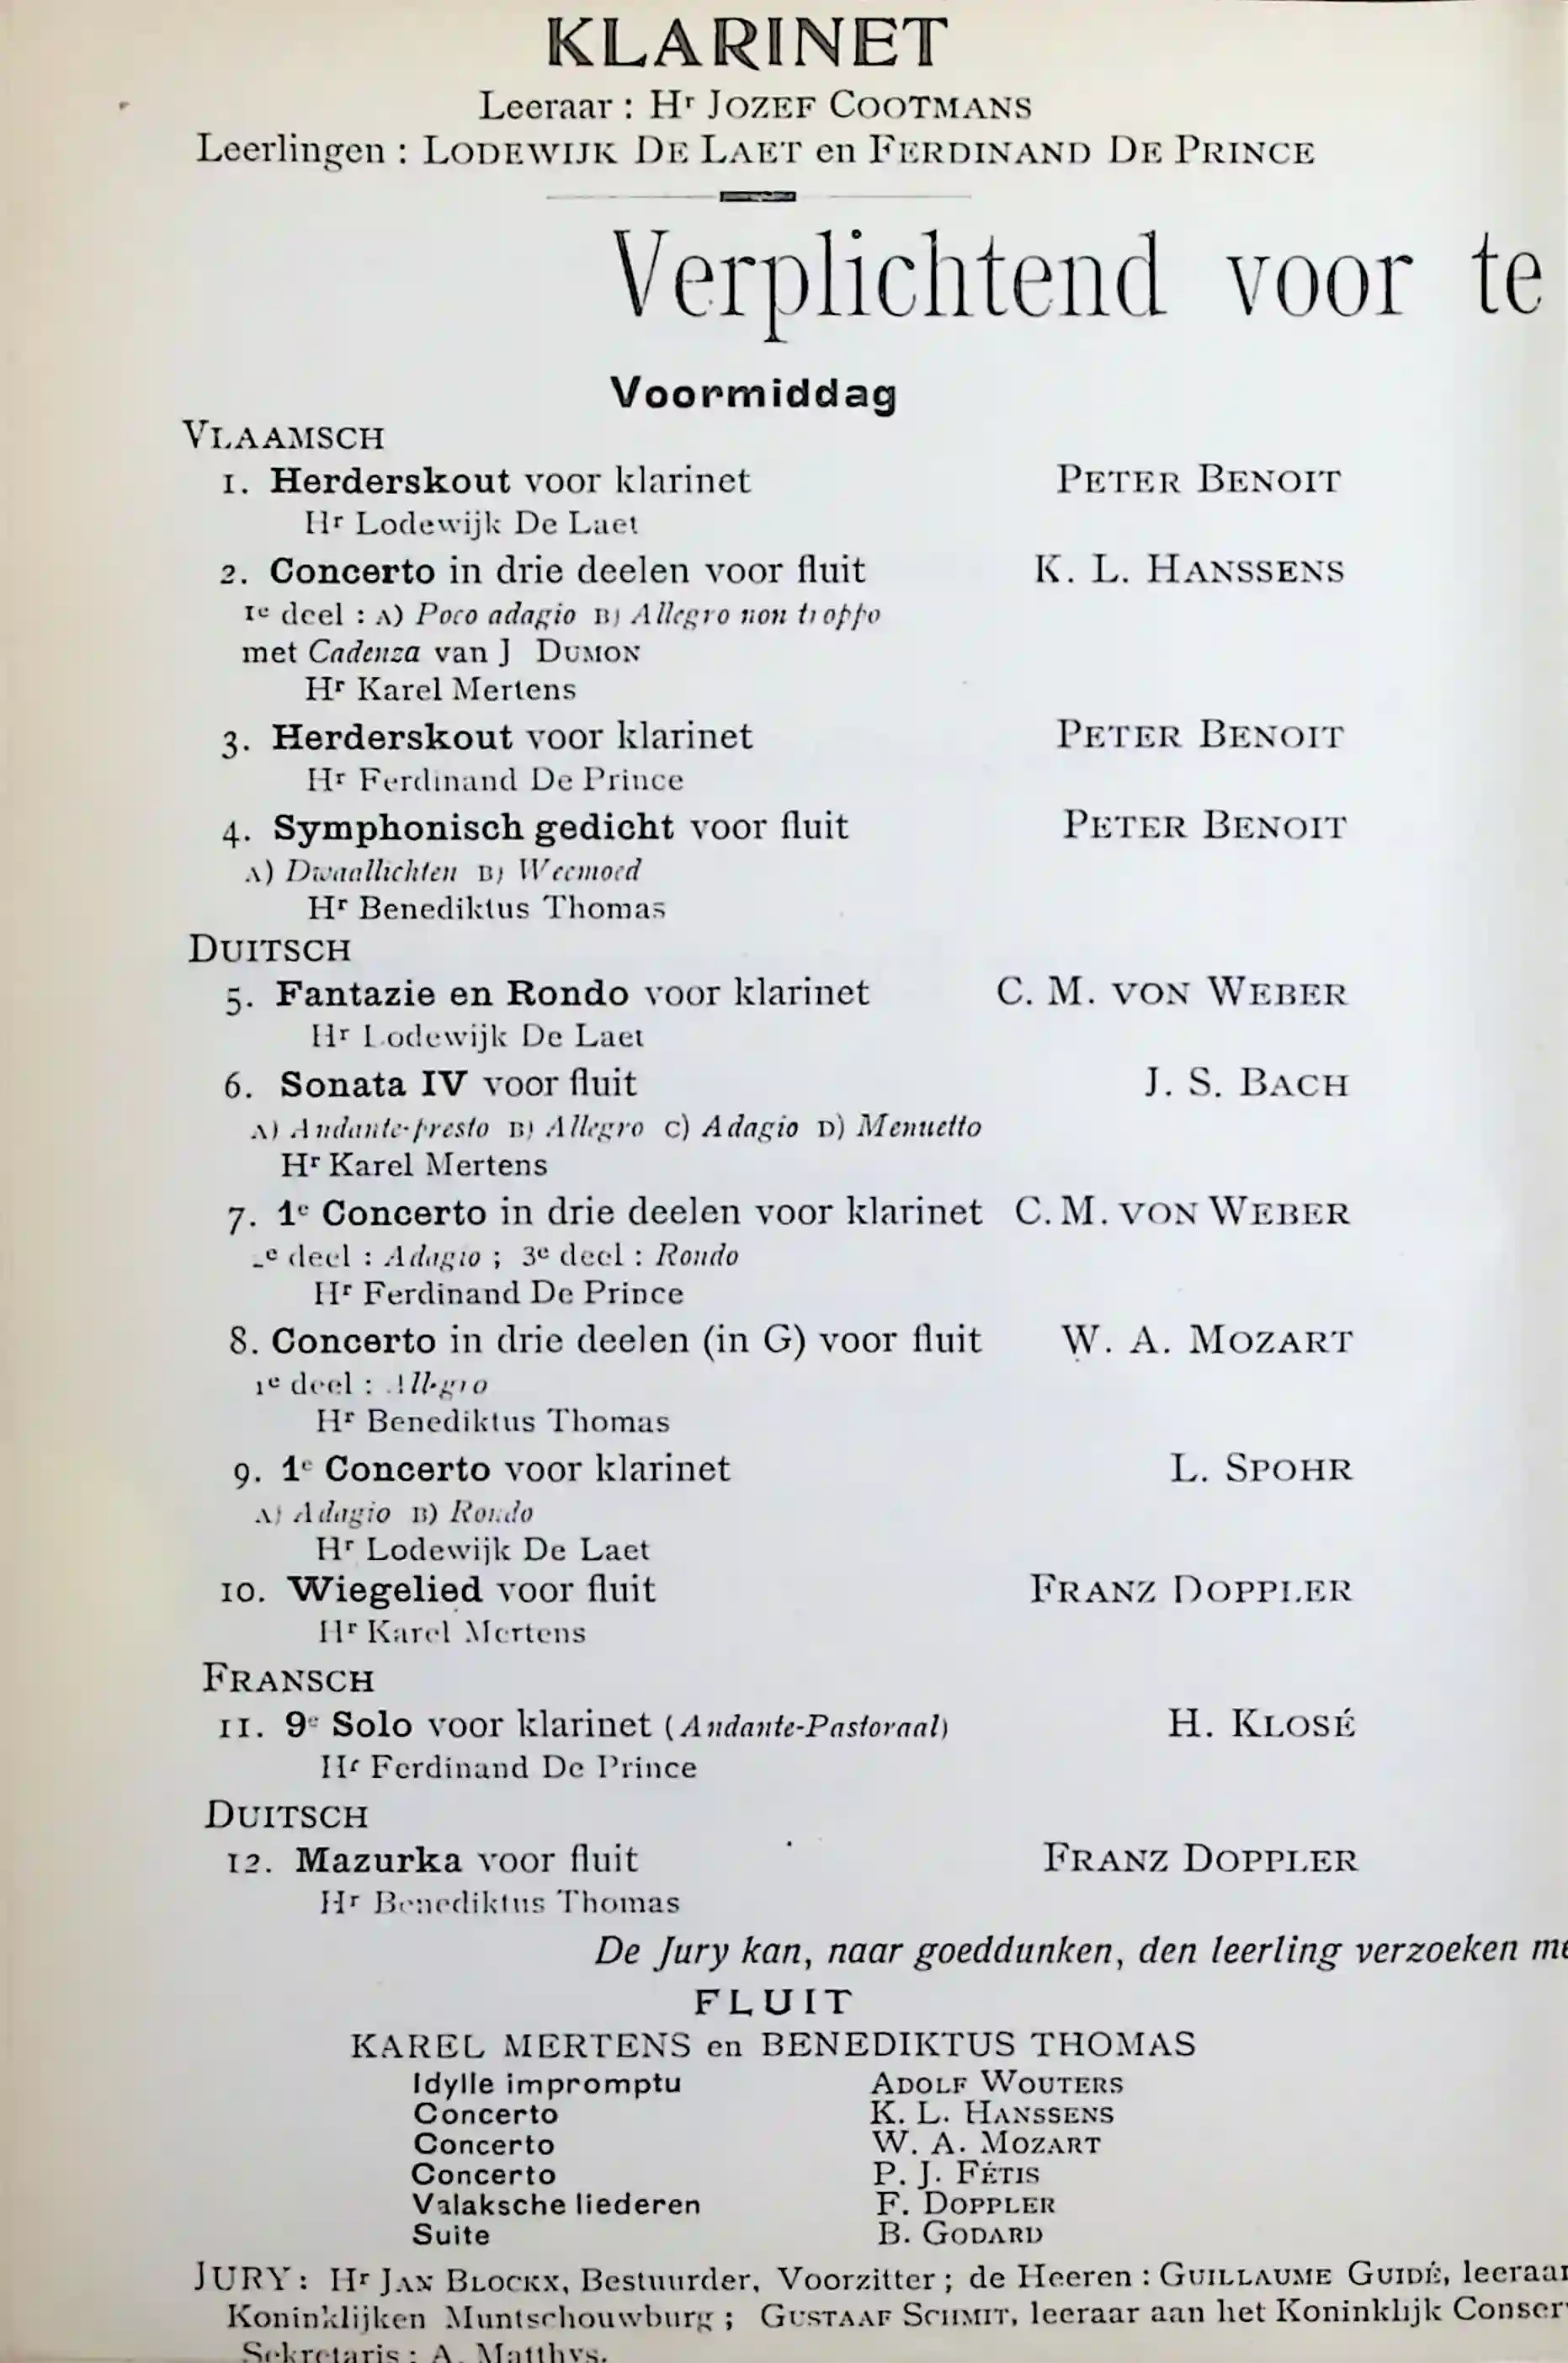 KLARINET
Leeraar : Hr JOZEF COOTMANS
Leerlingen : LODEWIJK DE LAET en FERDINAND DE PRINCE
Verplichtend voor te
Voormiddag
VLAAMSCH
1. Herderskout voor klarinet PETER BENOIT
Hr Lodewijk De Laet
2. Concerto in drie deelen voor fluit K. L. HANSSENS
1e deel : A) Poco adagio B) Allegro non troppo
met Cadenza van J DUMON
Hr Karel Mertens
3. Herderskout voor klarinet PETER BENOIT
Hr Ferdinand De Prince
4. Symphonisch gedicht voor fluit PETER BENOIT
A) Dwaallichten B) Weemoed
Hr Benediktus Thomas
DUITSCH
5. Fantazie en Rondo voor klarinet C. M. VON WEBER
Hr Lodewijk De Laet
6. Sonata IV voor fluit J. S. BACH
A) Andante-presto B) Allegro C) Adagio D) Menuetto
Hr Karel Mertens
7. 1e Concerto in drie deelen voor klarinet C. M. VON WEBER
deel : Adagio ; 3e deel : Rondo
Hr Ferdinand De Prince
8. Concerto in drie deelen (in G) voor fluit W. A. MOZART
1e deel : Allegro
Hr Benediktus Thomas
9. 1e Concerto voor klarinet L. SPOHR
A) Adagio B) Rondo
Hr Lodewijk De Laet
10. Wiegelied voor fluit FRANZ DOPPLER
Hr Karel Mertens
FRANSCH
11. 9e Solo voor klarinet (Andante-Pastoraal) H. KLOSÉ
Hr Ferdinand De Prince
DUITSCH
12. Mazurka voor fluit FRANZ DOPPLER
Hr Benediktus Thomas
De Jury kan, naar goeddunken, den leerling verzoeken me
FLUIT
KAREL MERTENS en BENEDIKTUS THOMAS
Idylle impromptu ADOLF WOUTERS
Concerto K. L. HANSSENS
Concerto W. A. MOZART
Concerto P. J. FÉTIS
Valaksche liederen F. DOPPLER
Suite B. GODARD
JURY : Hr JAN BLOCKX, Bestuurder, Voorzitter ; de Heeren : GUILLAUME GUIDÉ, leeraar
Koninklijken Muntschouwburg ; GUSTAAF SCHMIT, leeraar aan het Koninklijk Conser
Sekretaris : A. Matthys.